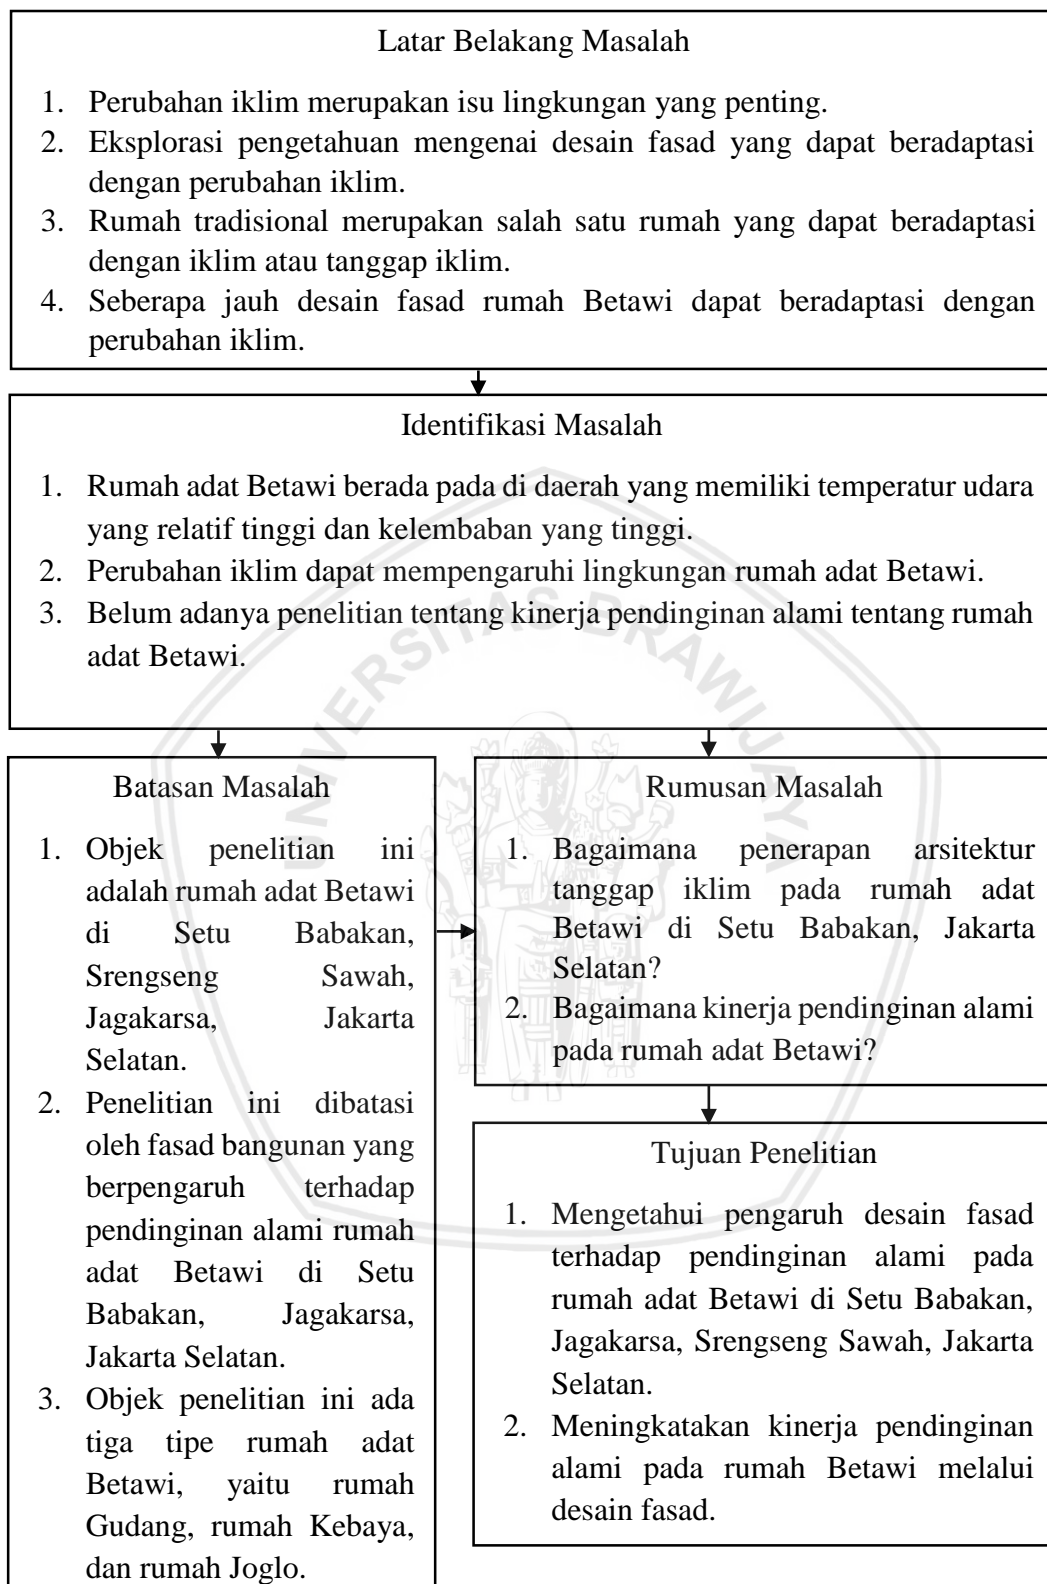 Latar Belakang Masalah
1. Perubahan iklim merupakan isu lingkungan yang penting.
2. Eksplorasi pengetahuan mengenai desain fasad yang dapat beradaptasi
dengan perubahan iklim.
3. Rumah tradisional merupakan salah satu rumah yang dapat beradaptasi
dengan iklim atau tanggap iklim.
4. Seberapa jauh desain fasad rumah Betawi dapat beradaptasi dengan
perubahan iklim.
Identifikasi Masalah
1. Rumah adat Betawi berada pada di daerah yang memiliki temperatur udara
yang relatif tinggi dan kelembaban yang tinggi.
2. Perubahan iklim dapat mempengaruhi lingkungan rumah adat Betawi.
3. Belum adanya penelitian tentang kinerja pendinginan alami tentang rumah
adat Betawi.
UNIVERSITAS BRAWIJAYA
Batasan Masalah
1. Objek penelitian ini
adalah rumah adat Betawi
di Setu Babakan,
Srengseng Sawah,
Jagakarsa, Jakarta
Selatan.
2. Penelitian ini dibatasi
oleh fasad bangunan yang
berpengaruh terhadap
pendinginan alami rumah
adat Betawi di Setu
Babakan, Jagakarsa,
Jakarta Selatan.
3. Objek penelitian ini ada
tiga tipe rumah adat
Betawi, yaitu rumah
Gudang, rumah Kebaya,
dan rumah Joglo.
Rumusan Masalah
1. Bagaimana penerapan arsitektur
tanggap iklim pada rumah adat
Betawi di Setu Babakan, Jakarta
Selatan?
2. Bagaimana kinerja pendinginan alami
pada rumah adat Betawi?
Tujuan Penelitian
1. Mengetahui pengaruh desain fasad
terhadap pendinginan alami pada
rumah adat Betawi di Setu Babakan,
Jagakarsa, Srengseng Sawah, Jakarta
Selatan.
2. Meningkatakan kinerja pendinginan
alami pada rumah Betawi melalui
desain fasad.